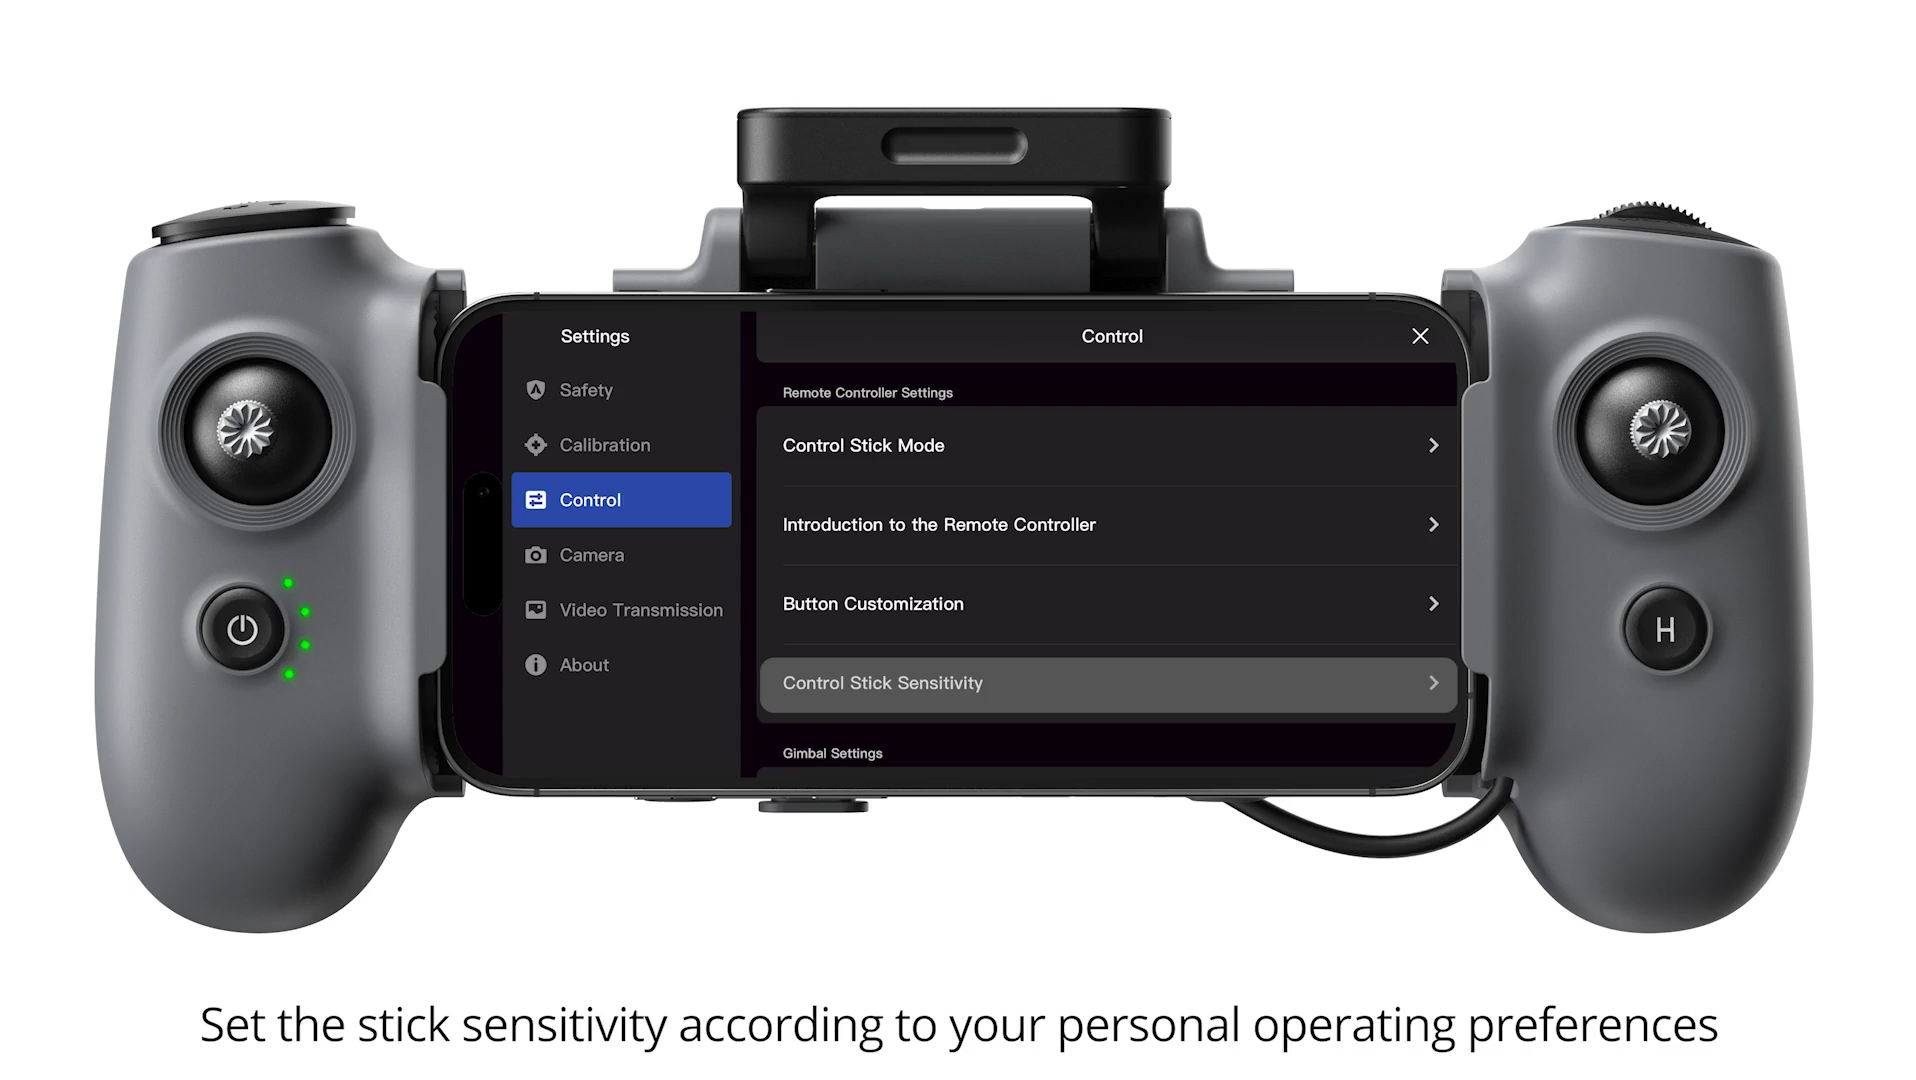 Settings
Safety
Calibration
Control
Camera
Video Transmission
About
Control
Remote Controller Settings
Control Stick Mode
Introduction to the Remote Controller
Button Customization
Control Stick Sensitivity
Gimbal Settings
H
Set the stick sensitivity according to your personal operating preferences